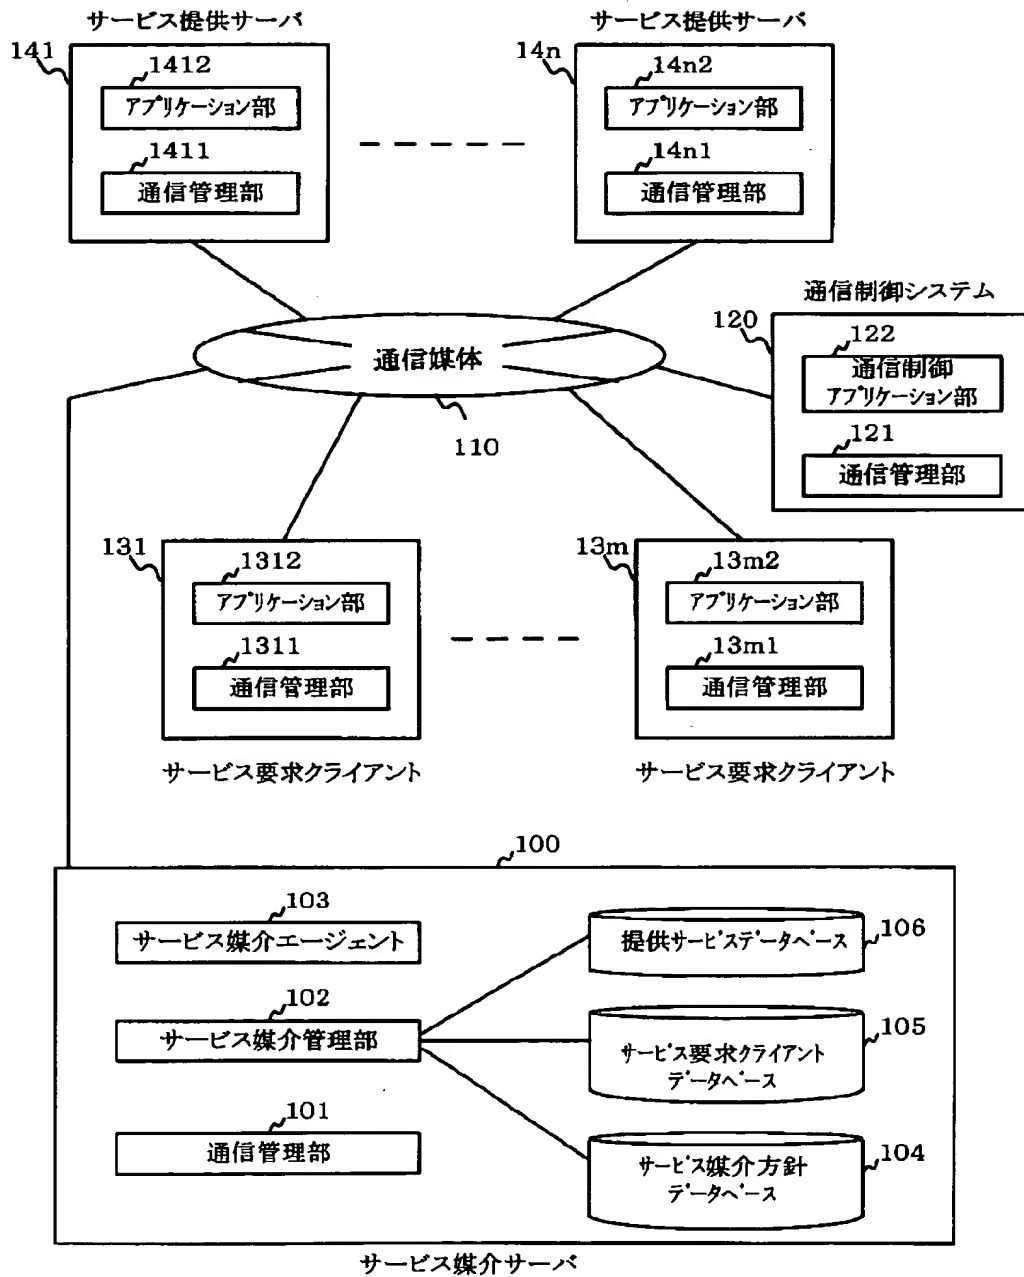 サービス提供サーバ
サービス提供サーバ
141
1412
アプリケーション部
1411
通信管理部
14n
14n2
アプリケーション部
14n1
通信管理部
通信制御システム
120
122
通信制御
アプリケーション部
121
通信管理部
通信媒体
110
131
1312
アプリケーション部
1311
通信管理部
サービス要求クライアント
13m
13m2
アプリケーション部
13m1
通信管理部
サービス要求クライアント
100
103
サービス媒介エージェント
102
サービス媒介管理部
101
通信管理部
提供サービスデータベース
106
サービス要求クライアント
データベース
105
サービス媒介方針
データベース
104
サービス媒介サーバ